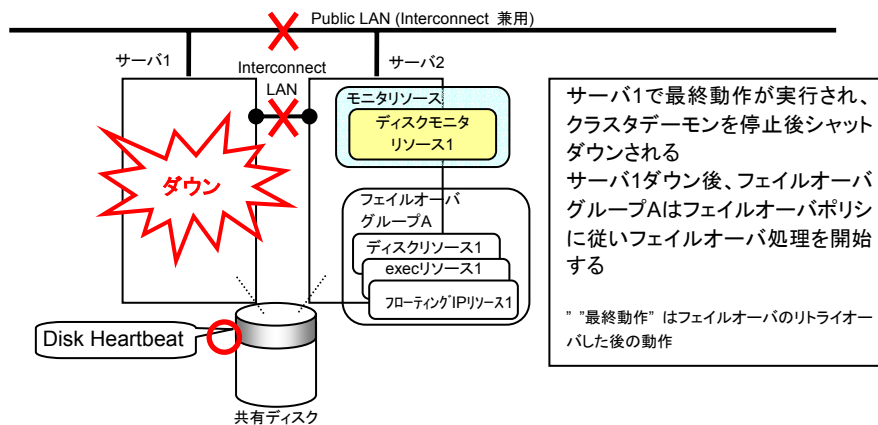 Public LAN (Interconnect 兼用)
サーバ1
Interconnect
LAN
サーバ2
モニタリソース
ディスクモニタ
リソース1
ダウン
フェイルオーバ
グループA
ディスクリソース1
execリソース1
フローティングIPリソース1
Disk Heartbeat
共有ディスク
サーバ1で最終動作が実行され、
クラスタデーモンを停止後シャット
ダウンされる
サーバ1ダウン後、フェイルオーバ
グループAはフェイルオーバポリシ
に従いフェイルオーバ処理を開始
する
" "最終動作" はフェイルオーバのリトライオー
バした後の動作